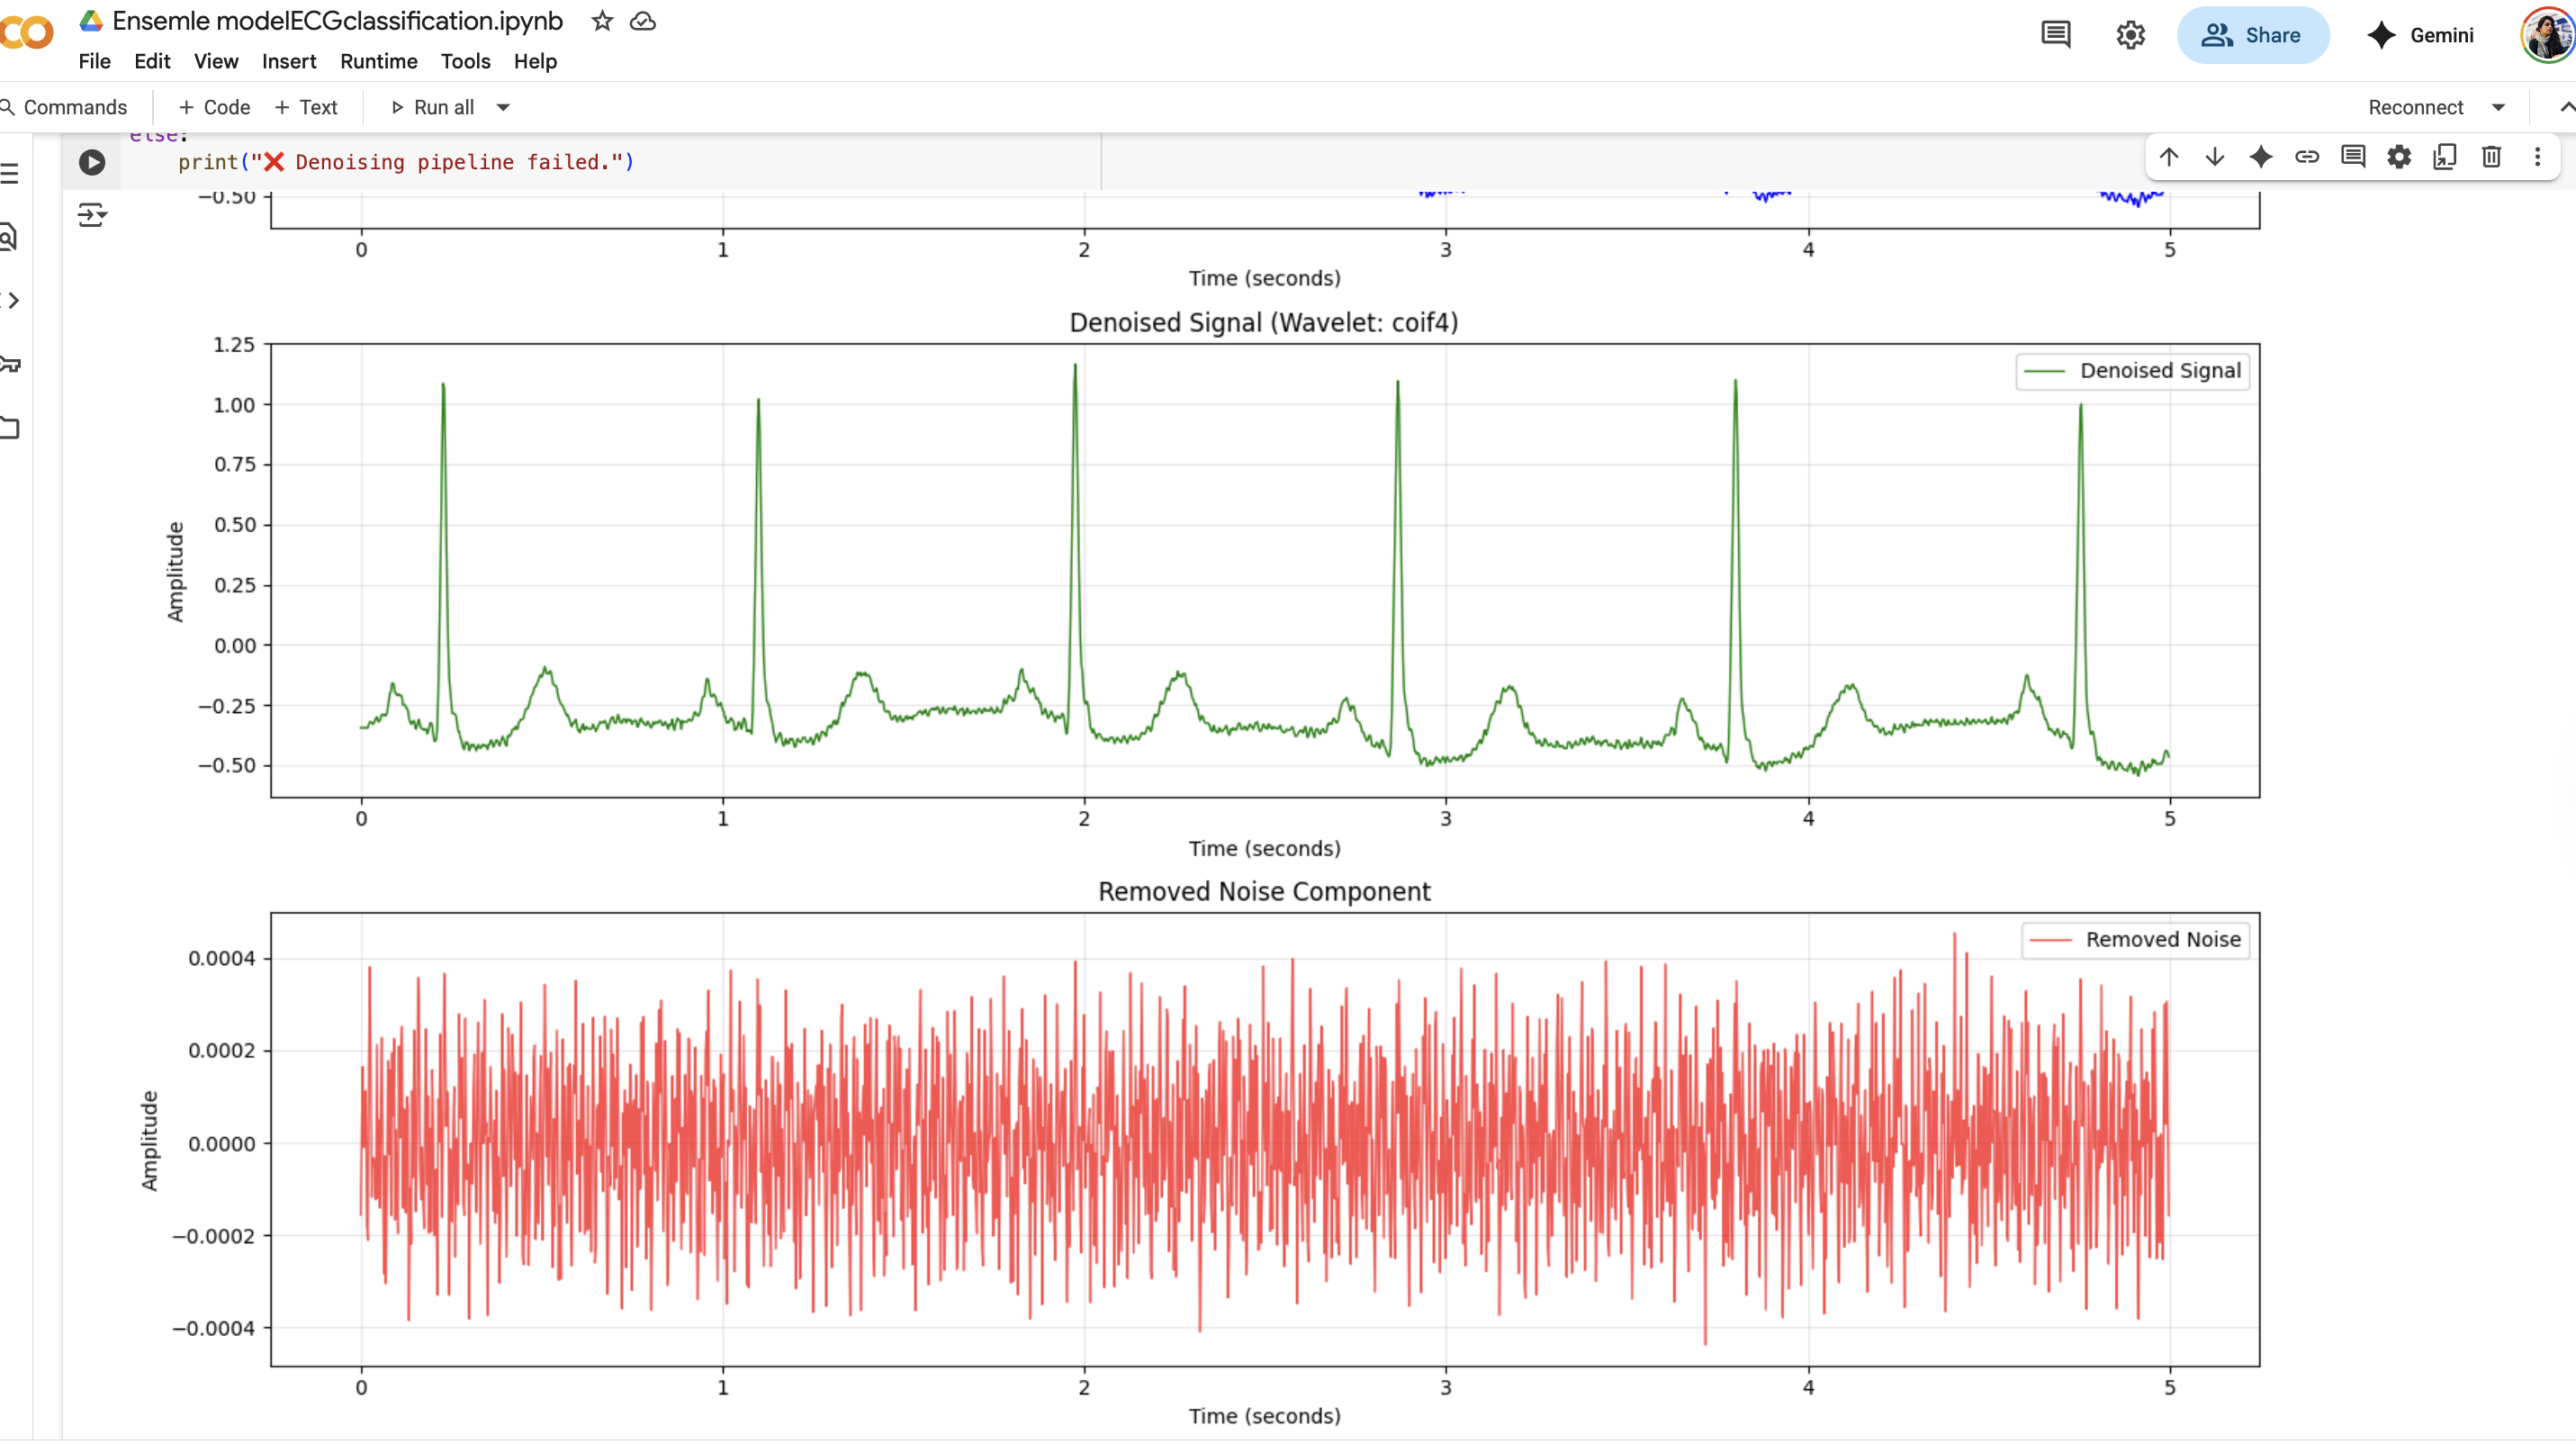 Ensemle modelECGclassification.ipynb
File Edit View Insert Runtime Tools Help
Share
Gemini
Commands + Code + Text Run all
Reconnect
else:
print("❌ Denoising pipeline failed.")
−0.50
0 1 2 3 4 5
Time (seconds)
Denoised Signal (Wavelet: coif4)
Denoised Signal
1.25
1.00
0.75
0.50
0.25
0.00
−0.25
−0.50
Amplitude
0 1 2 3 4 5
Time (seconds)
Removed Noise Component
Removed Noise
0.0004
0.0002
0.0000
−0.0002
−0.0004
Amplitude
0 1 2 3 4 5
Time (seconds)